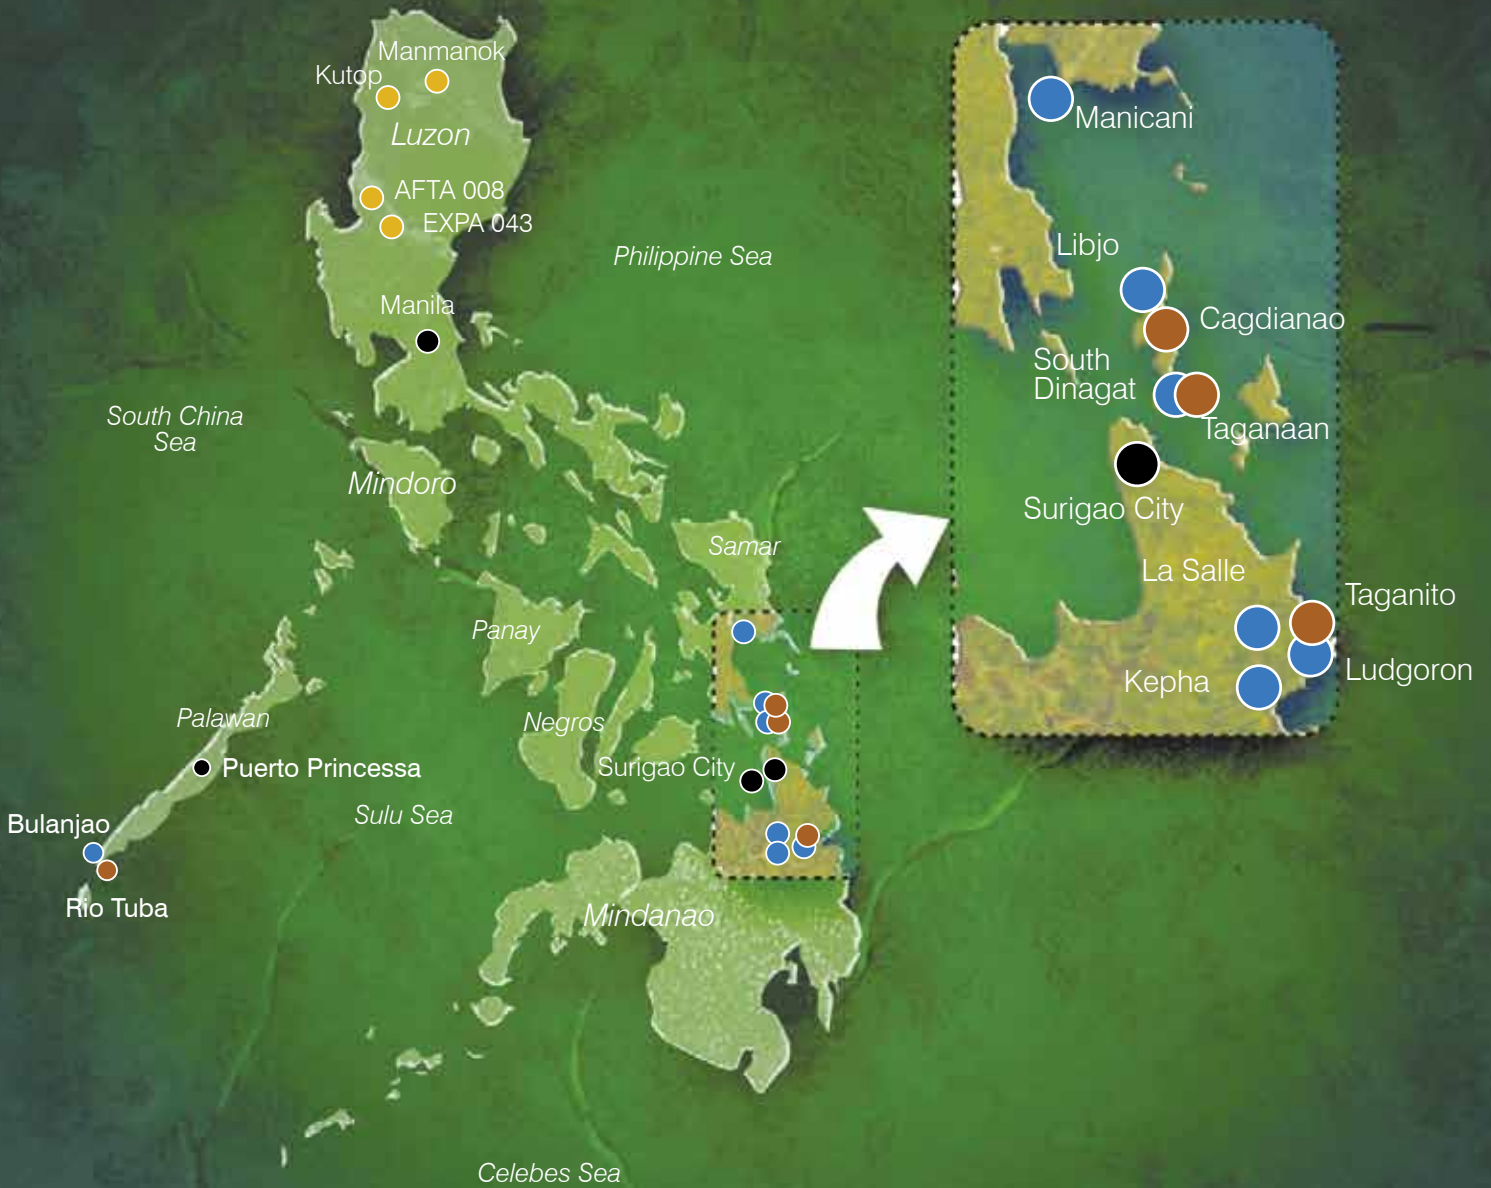 Manmanok
Kutop
Luzon
AFTA 008
EXPA 043
Manila
Philippine Sea
South China
Sea
Mindoro
Samar
Panay
Palawan
Negros
Puerto Princessa
Surigao City
Sulu Sea
Bulanjao
Rio Tuba
Mindanao
Celebes Sea
Manicani
Libjo
Cagdianao
South
Dinagat
Taganaan
Surigao City
La Salle
Taganito
Ludgoron
Kepha